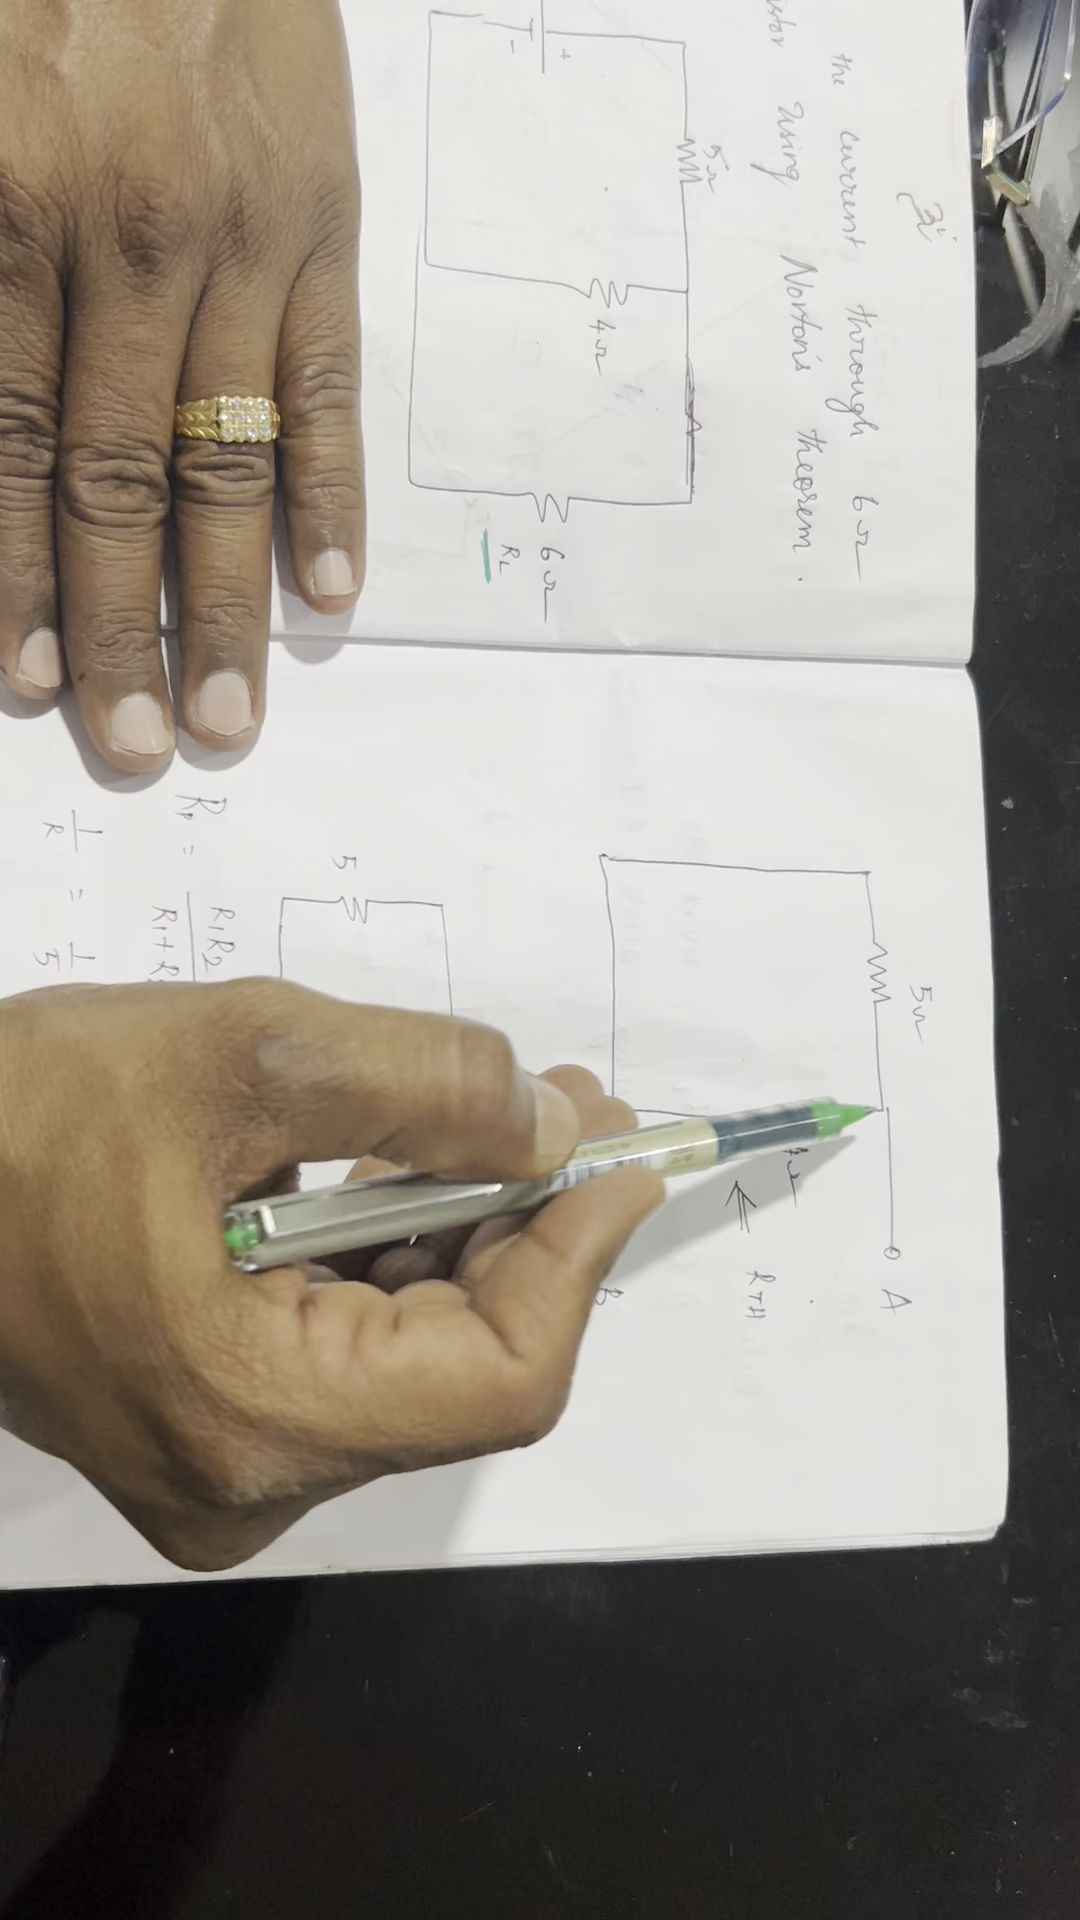 the current through 6Ω
using Norton's theorem.
+
-
5Ω
4Ω
6Ω
RL
5Ω
A
RTH
B
5
Rp = R1R2
R1+R
1/R = 1/5